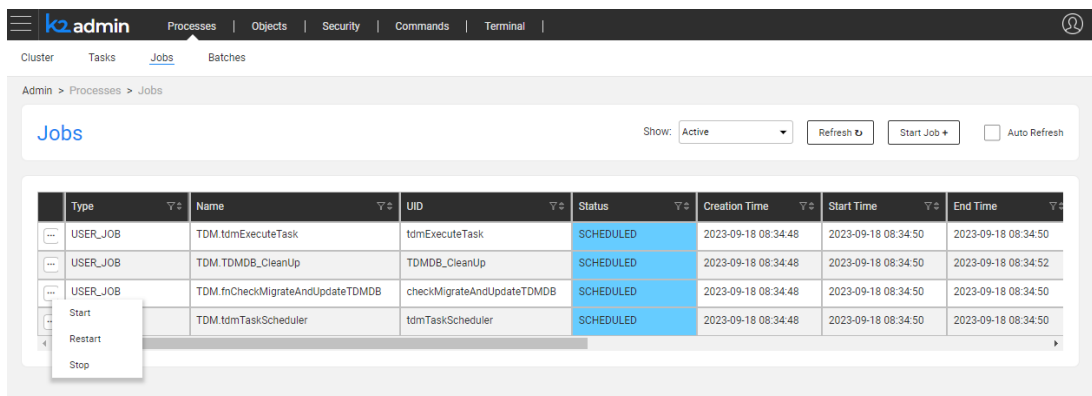 k2admin Processes | Objects | Security | Commands | Terminal |
Cluster Tasks Jobs Batches
Admin > Processes > Jobs
Jobs Show: Active Refresh Start Job + Auto Refresh
Type Name UID Status Creation Time Start Time End Time
... USER_JOB TDM.tdmExecuteTask tdmExecuteTask SCHEDULED 2023-09-18 08:34:48 2023-09-18 08:34:50 2023-09-18 08:34:50
... TDM.TDMDB_CleanUp TDMDB_CleanUp SCHEDULED 2023-09-18 08:34:48 2023-09-18 08:34:50 2023-09-18 08:34:52
... USER_JOB TDM.fnCheckMigrateAndUpdateTDMDB checkMigrateAndUpdateTDMDB SCHEDULED 2023-09-18 08:34:48 2023-09-18 08:34:50 2023-09-18 08:34:50
TDM.tdmTaskScheduler tdmTaskScheduler SCHEDULED 2023-09-18 08:34:48 2023-09-18 08:34:50 2023-09-18 08:34:50
Start
Restart
Stop